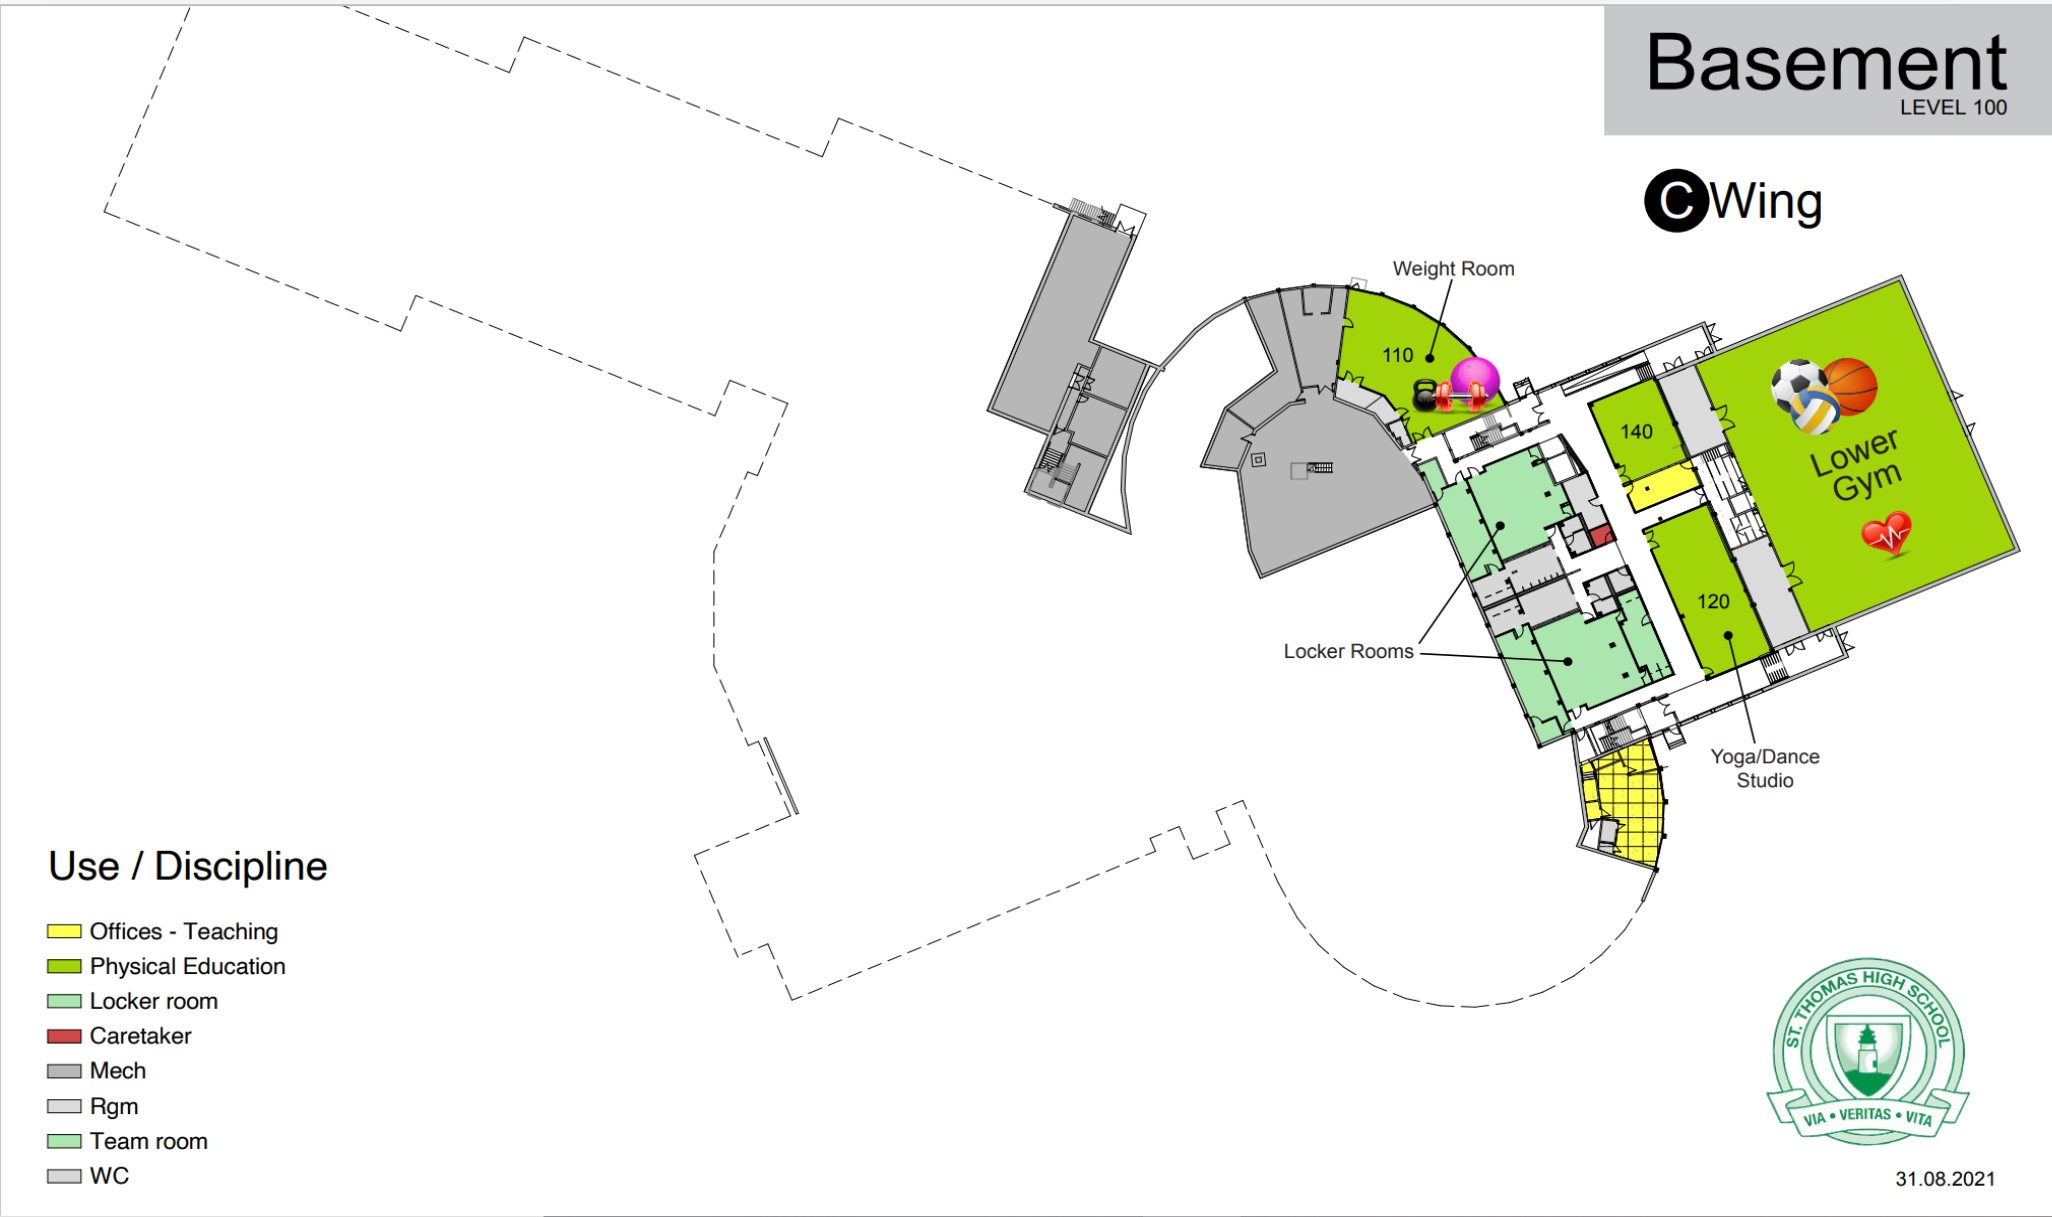 Basement
LEVEL 100
C Wing
Weight Room
110
140
Lower
Gym
120
Locker Rooms
Yoga/Dance
Studio
Use / Discipline
Offices - Teaching
Physical Education
Locker room
Caretaker
Mech
Rgm
Team room
WC
ST. THOMAS HIGH SCHOOL
VIA • VERITAS • VITA
31.08.2021